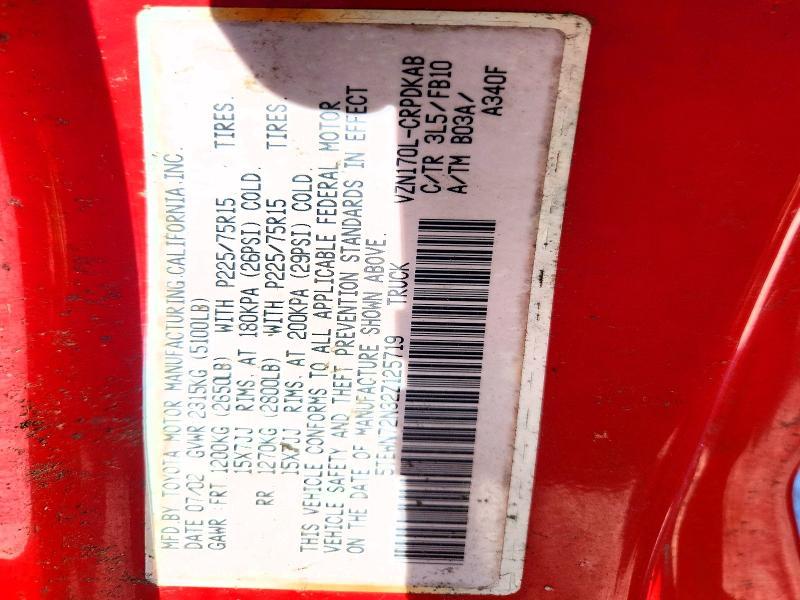 MFD.BY TOYOTA MOTOR MANUFACTURING,CALIFORNIA,INC.
DATE 07/02 GVWR 2315KG (5100LB)
GAWR FRT 1200KG (2650LB) WITH P225/75R15 TIRES.
15X7JJ RIMS, AT 180KPA (26PSI) COLD.
RR 1270KG (2800LB) WITH P225/75R15 TIRES.
15X7JJ RIMS, AT 200KPA (29PSI) COLD.
THIS VEHICLE CONFORMS TO ALL APPLICABLE FEDERAL MOTOR
VEHICLE SAFETY AND THEFT PREVENTION STANDARDS IN EFFECT
ON THE DATE OF MANUFACTURE SHOWN ABOVE.
5TEWN72N32Z125719 TRUCK
VZN170L-CRPDKAB
C/TR 3L5/FB10
A/TM B03A/
A340F